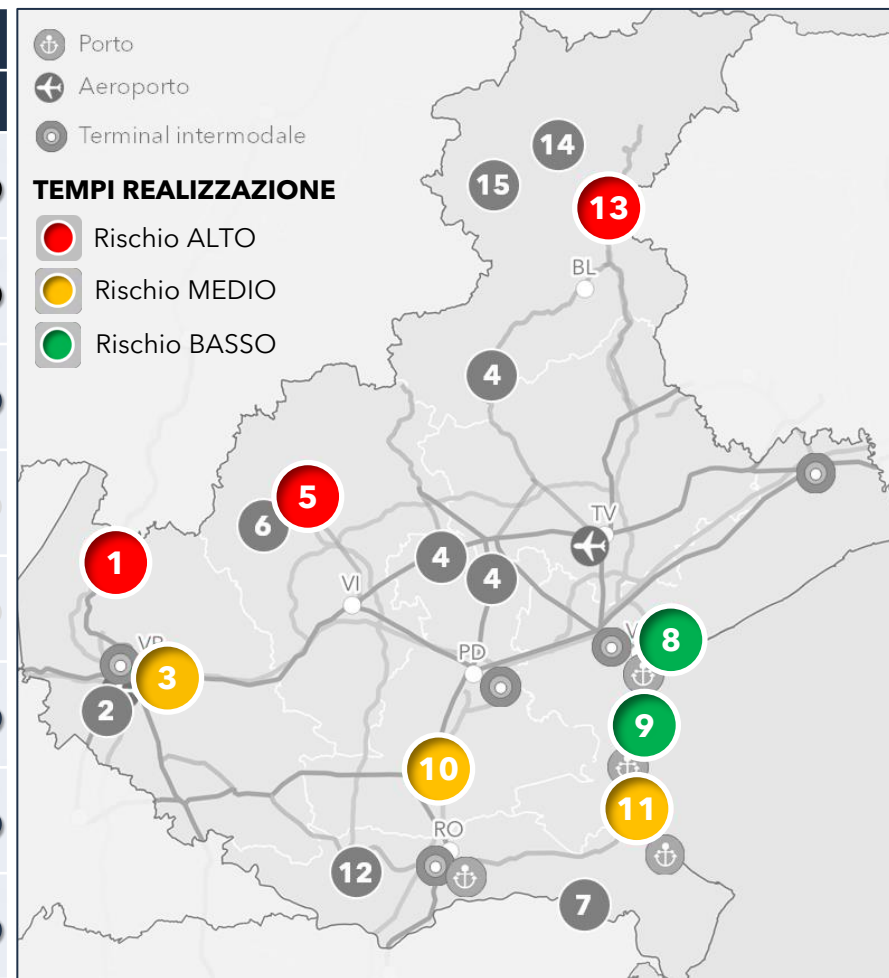 Porto
Aeroporto
Terminal intermodale
TEMPI REALIZZAZIONE
Rischio ALTO
Rischio MEDIO
Rischio BASSO
14
15
13
BL
4
5
6
TV
1
4
4
VI
8
PD
3
2
9
10
11
RO
12
7